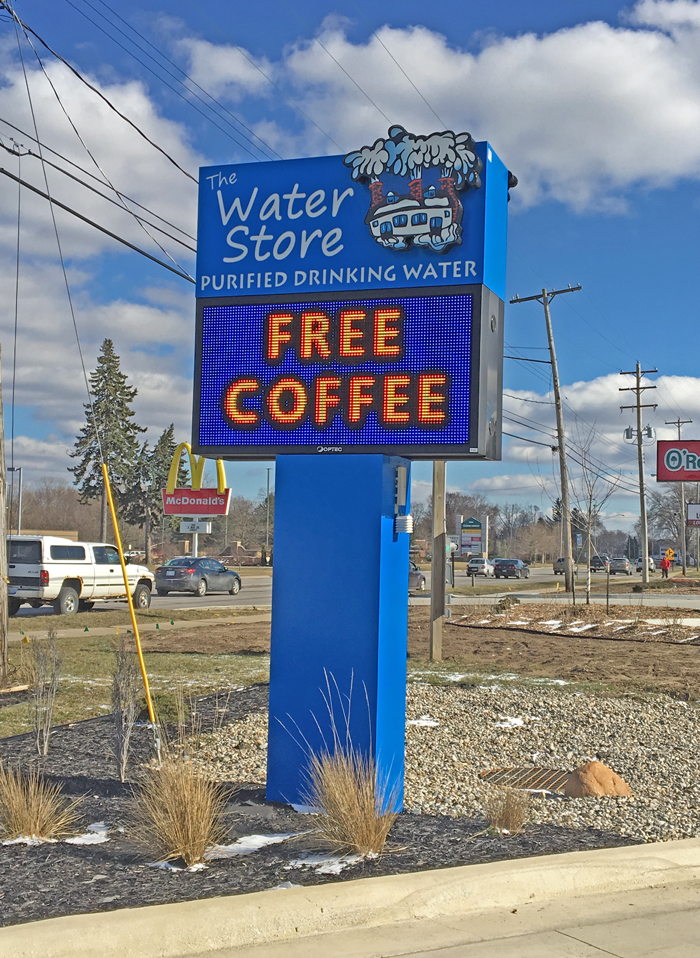 The
Water
Store
PURIFIED DRINKING WATER
FREE
COFFEE
OPTEC
McDonald's
O'R